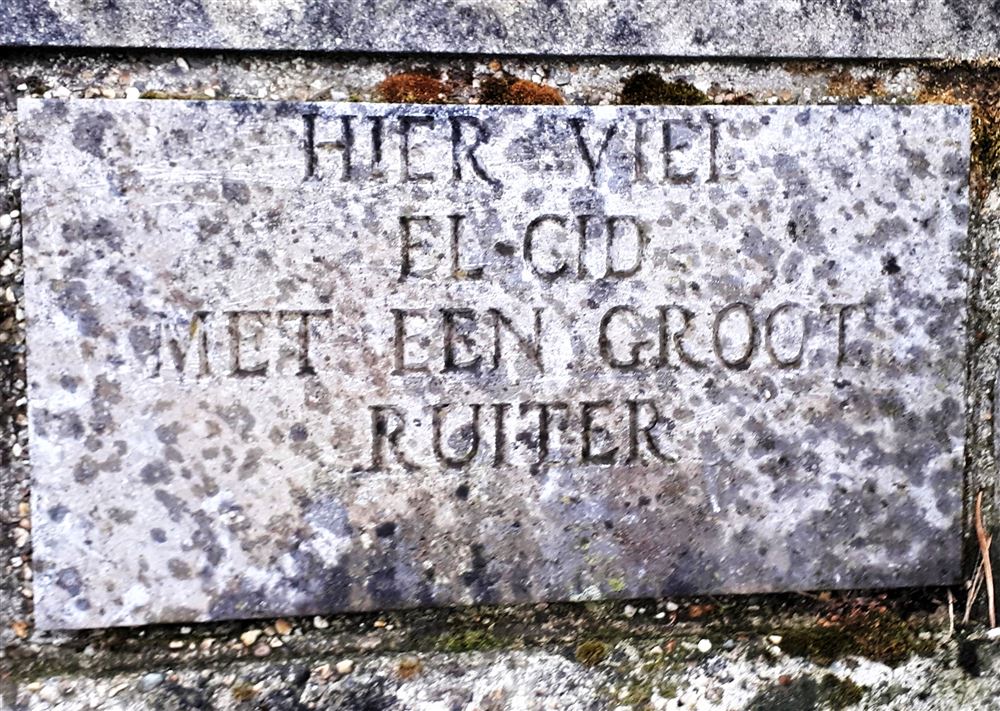 HIER VIEL
EL-CID
MET EEN GROOT
RUITER